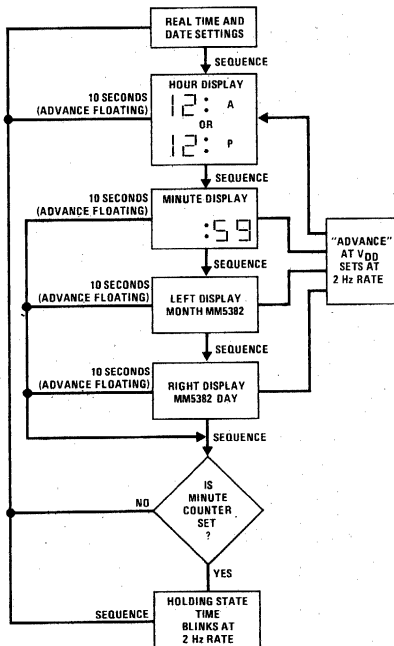 REAL TIME AND
DATE SETTINGS
SEQUENCE
10 SECONDS
(ADVANCE FLOATING)
HOUR DISPLAY
12: A
OR
12: P
SEQUENCE
10 SECONDS
(ADVANCE FLOATING)
MINUTE DISPLAY
:59
"ADVANCE"
AT VDD
SETS AT
2 Hz RATE
SEQUENCE
10 SECONDS
(ADVANCE FLOATING)
LEFT DISPLAY
MONTH MM5382
SEQUENCE
10 SECONDS
(ADVANCE FLOATING)
RIGHT DISPLAY
MM5382 DAY
SEQUENCE
NO
IS
MINUTE
COUNTER
SET
?
YES
SEQUENCE
HOLDING STATE
TIME
BLINKS AT
2 Hz RATE